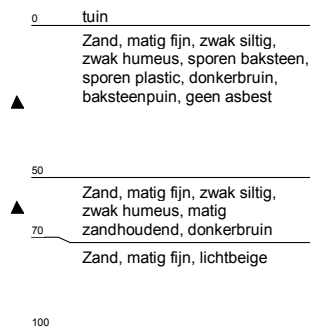 0 tuin
Zand, matig fijn, zwak siltig,
zwak humeus, sporen baksteen,
sporen plastic, donkerbruin,
baksteenpuin, geen asbest
50
Zand, matig fijn, zwak siltig,
zwak humeus, matig
zandhoudend, donkerbruin
70
Zand, matig fijn, lichtbeige
100